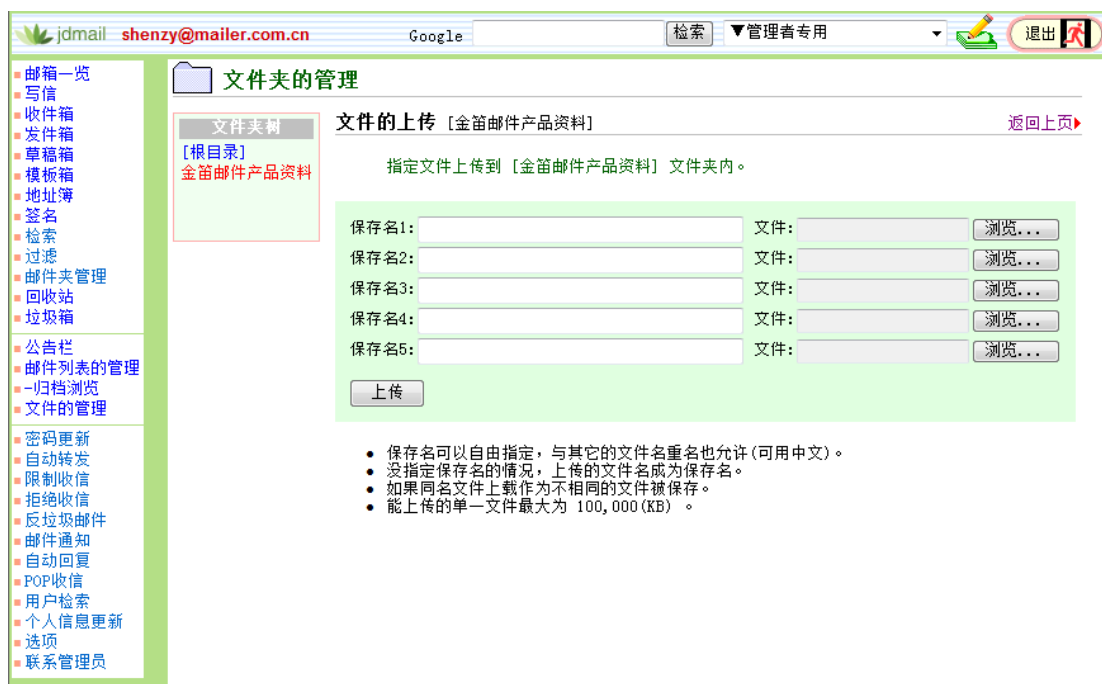 jdmail shenzy@mailer.com.cn Google 检索 ▼管理者专用 退出
邮箱一览
写信
收件箱
发件箱
草稿箱
模板箱
地址簿
签名
检索
过滤
邮件夹管理
回收站
垃圾箱
公告栏
邮件列表的管理
-归档浏览
文件的管理
密码更新
自动转发
限制收信
拒绝收信
反垃圾邮件
邮件通知
自动回复
POP收信
用户检索
个人信息更新
选项
联系管理员
文件夹的管理
文件夹树
[根目录]
金笛邮件产品资料
文件的上传 [金笛邮件产品资料] 返回上页
指定文件上传到 [金笛邮件产品资料] 文件夹内。
保存名1: 文件: 浏览...
保存名2: 文件: 浏览...
保存名3: 文件: 浏览...
保存名4: 文件: 浏览...
保存名5: 文件: 浏览...
上传
● 保存名可以自由指定,与其它的文件名重名也允许(可用中文)。
● 没指定保存名的情况,上传的文件名成为保存名。
● 如果同名文件上载作为不相同的文件被保存。
● 能上传的单一文件最大为 100,000(KB) 。